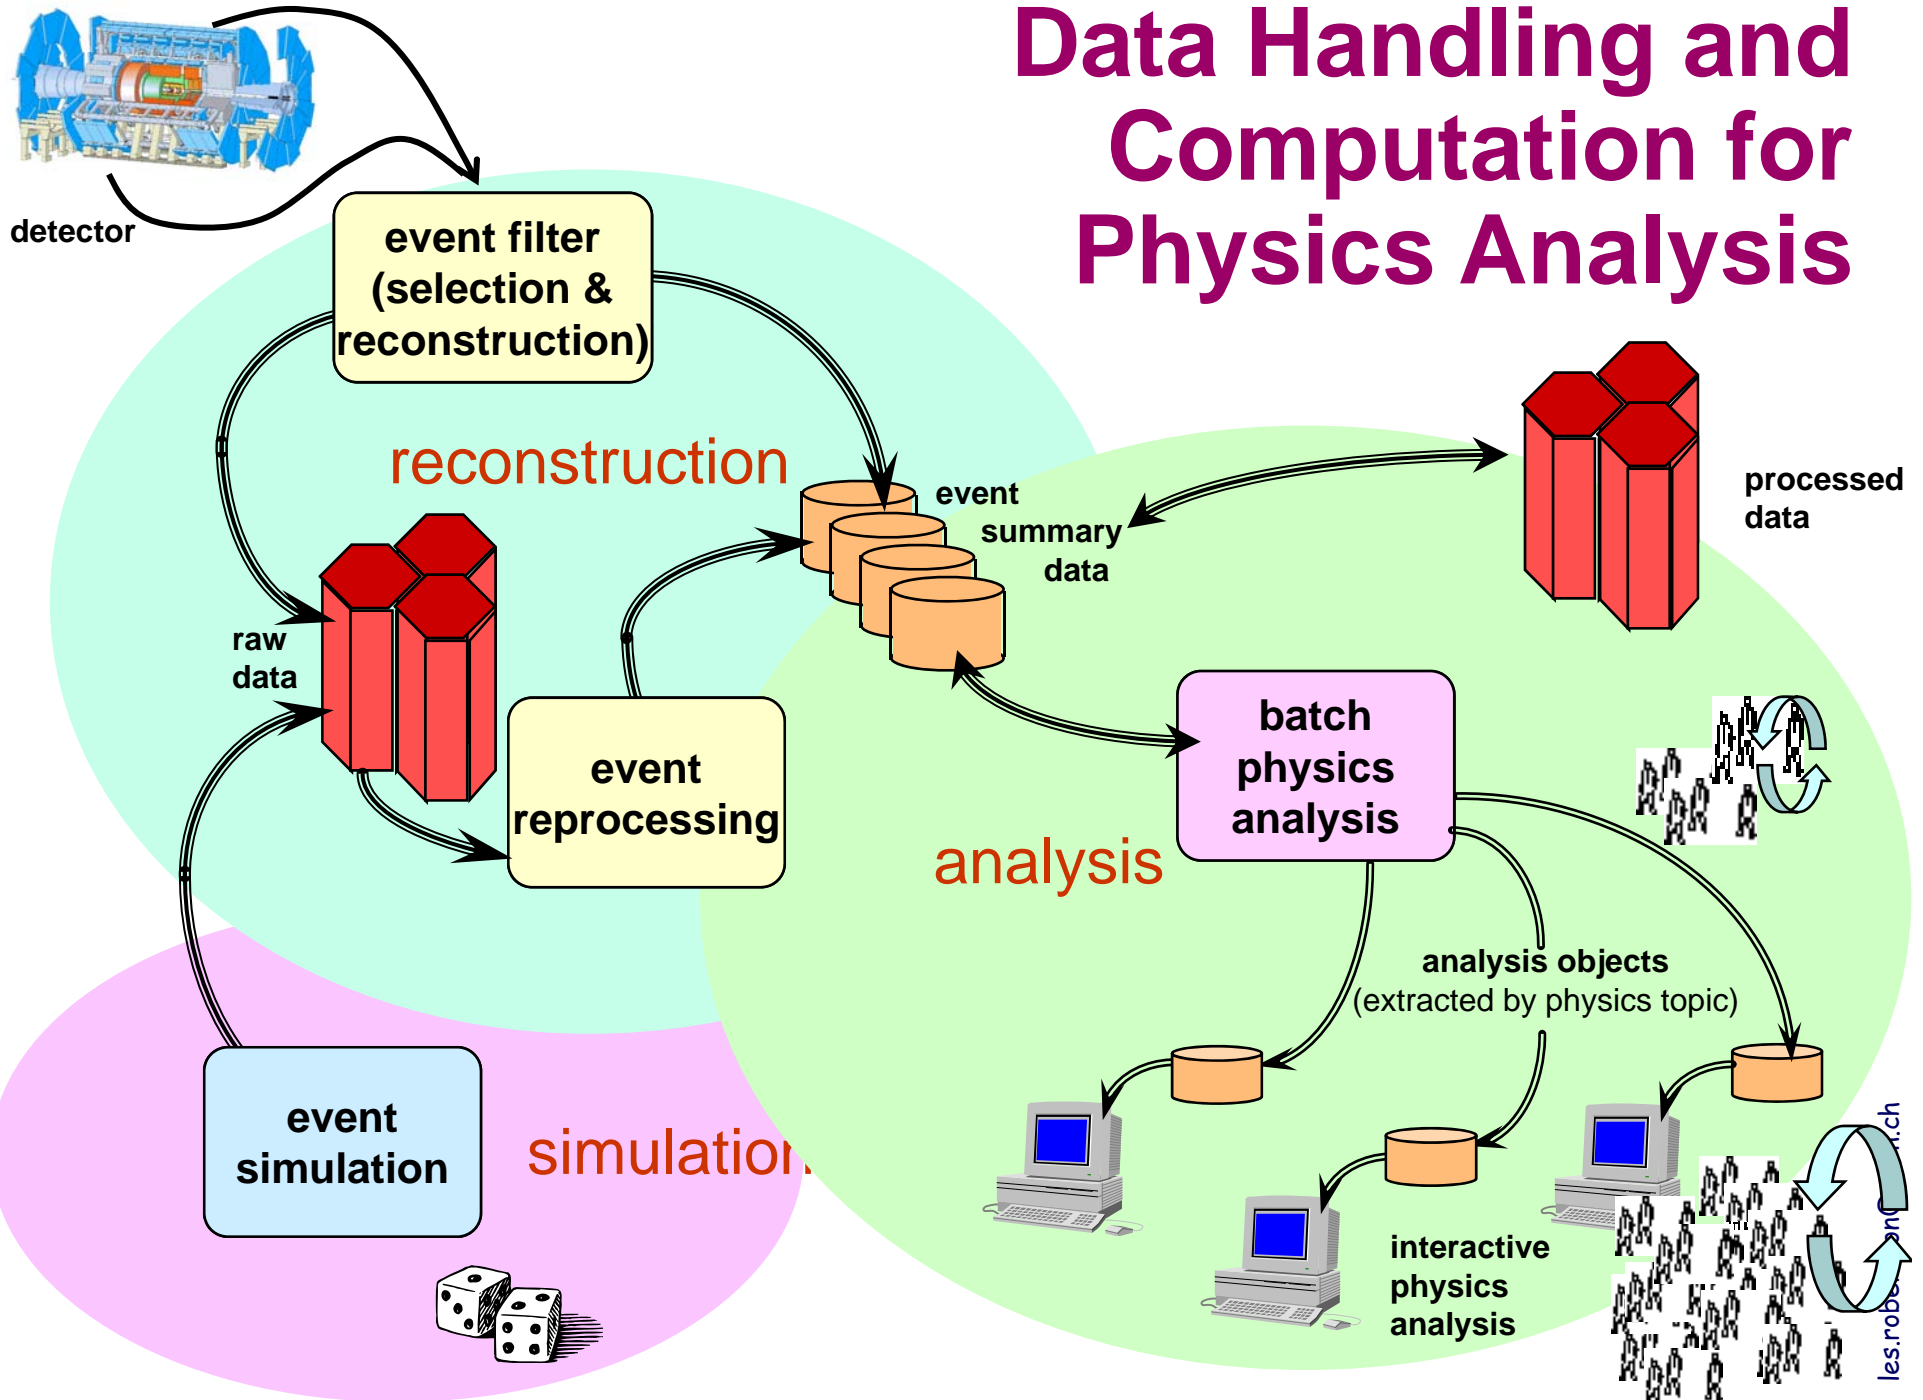 Data Handling and
Computation for
Physics Analysis
detector
event filter
(selection &
reconstruction)
reconstruction
event
summary
data
processed
data
raw
data
event
reprocessing
batch
physics
analysis
analysis
analysis objects
(extracted by physics topic)
event
simulation
simulation
interactive
physics
analysis